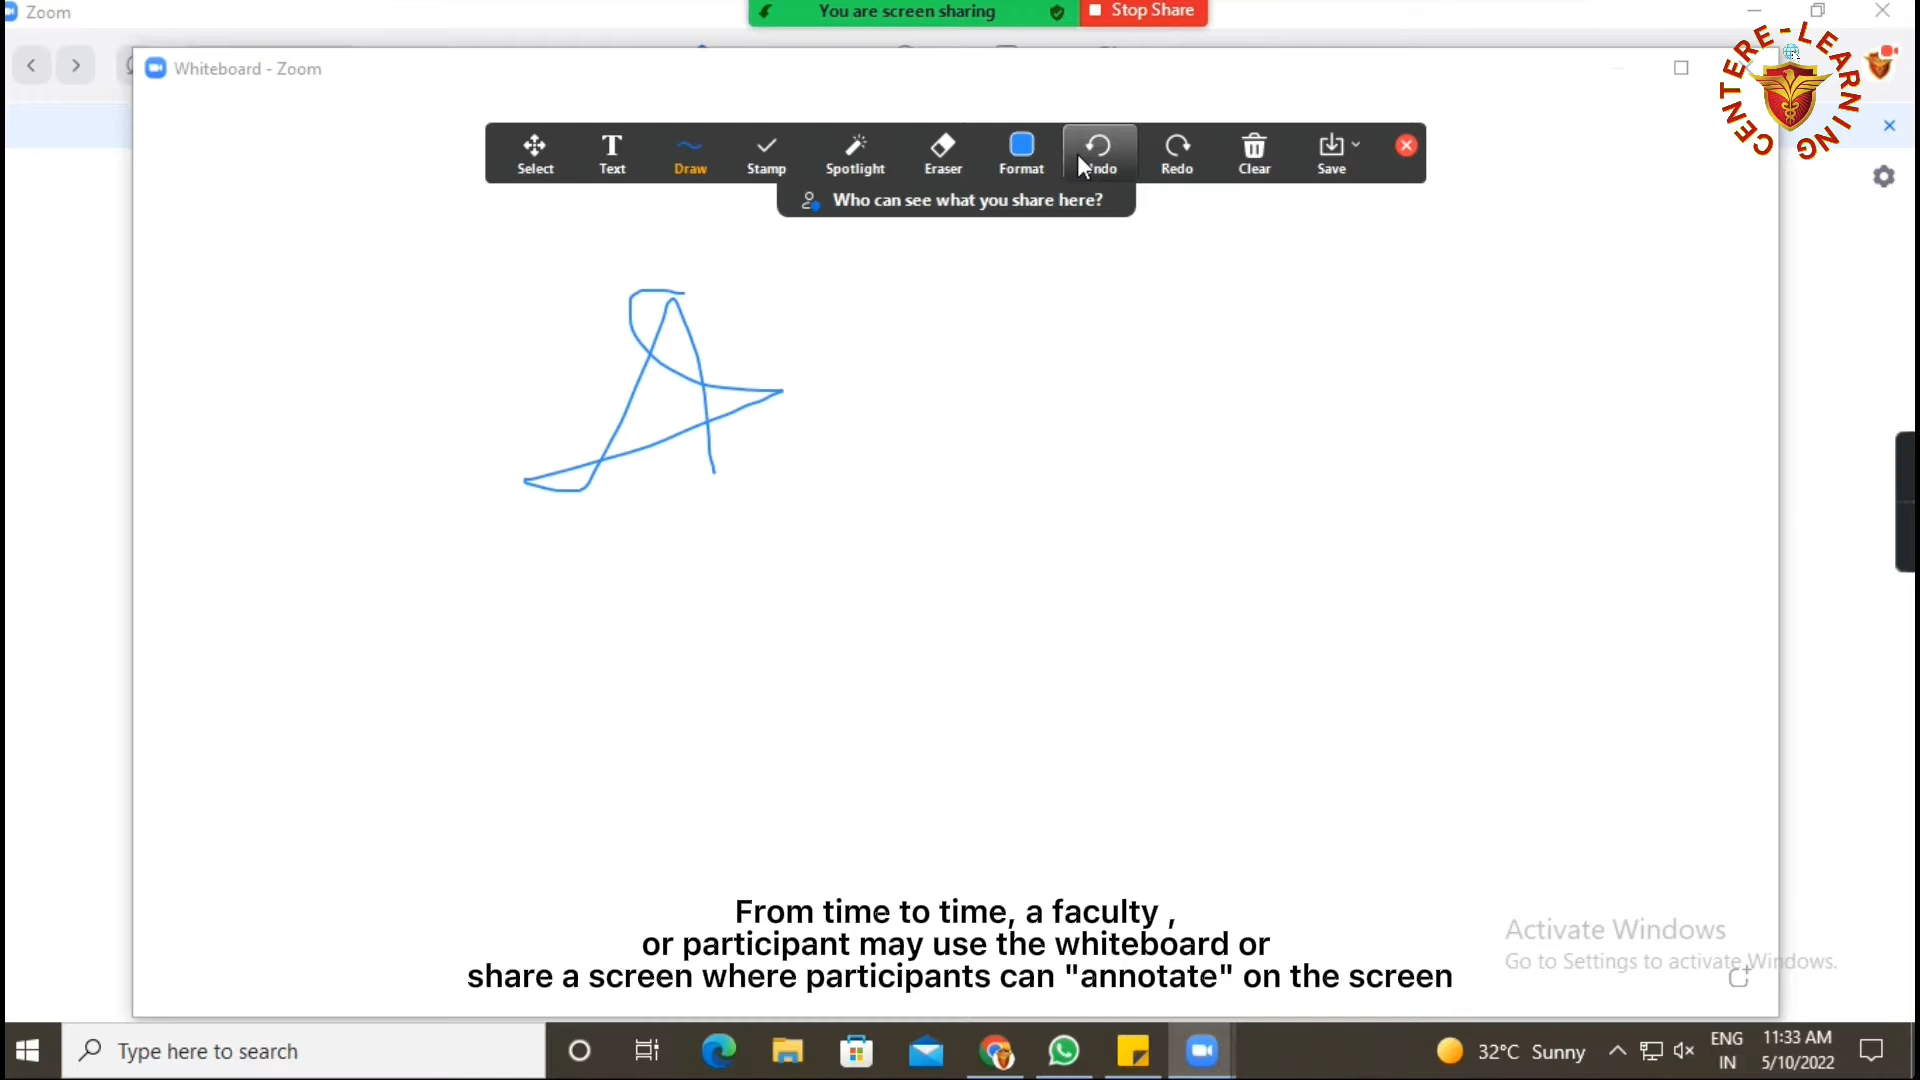 Zoom
You are screen sharing
Stop Share
Whiteboard - Zoom
CENTERE-LEARNING
Select
Text
Draw
Stamp
Spotlight
Eraser
Format
Redo
Clear
Save
Who can see what you share here?
A
From time to time, a faculty ,
or participant may use the whiteboard or
share a screen where participants can "annotate" on the screen
Activate Windows
Go to Settings to activate Windows.
Type here to search
32°C Sunny
ENG
IN
11:33 AM
5/10/2022